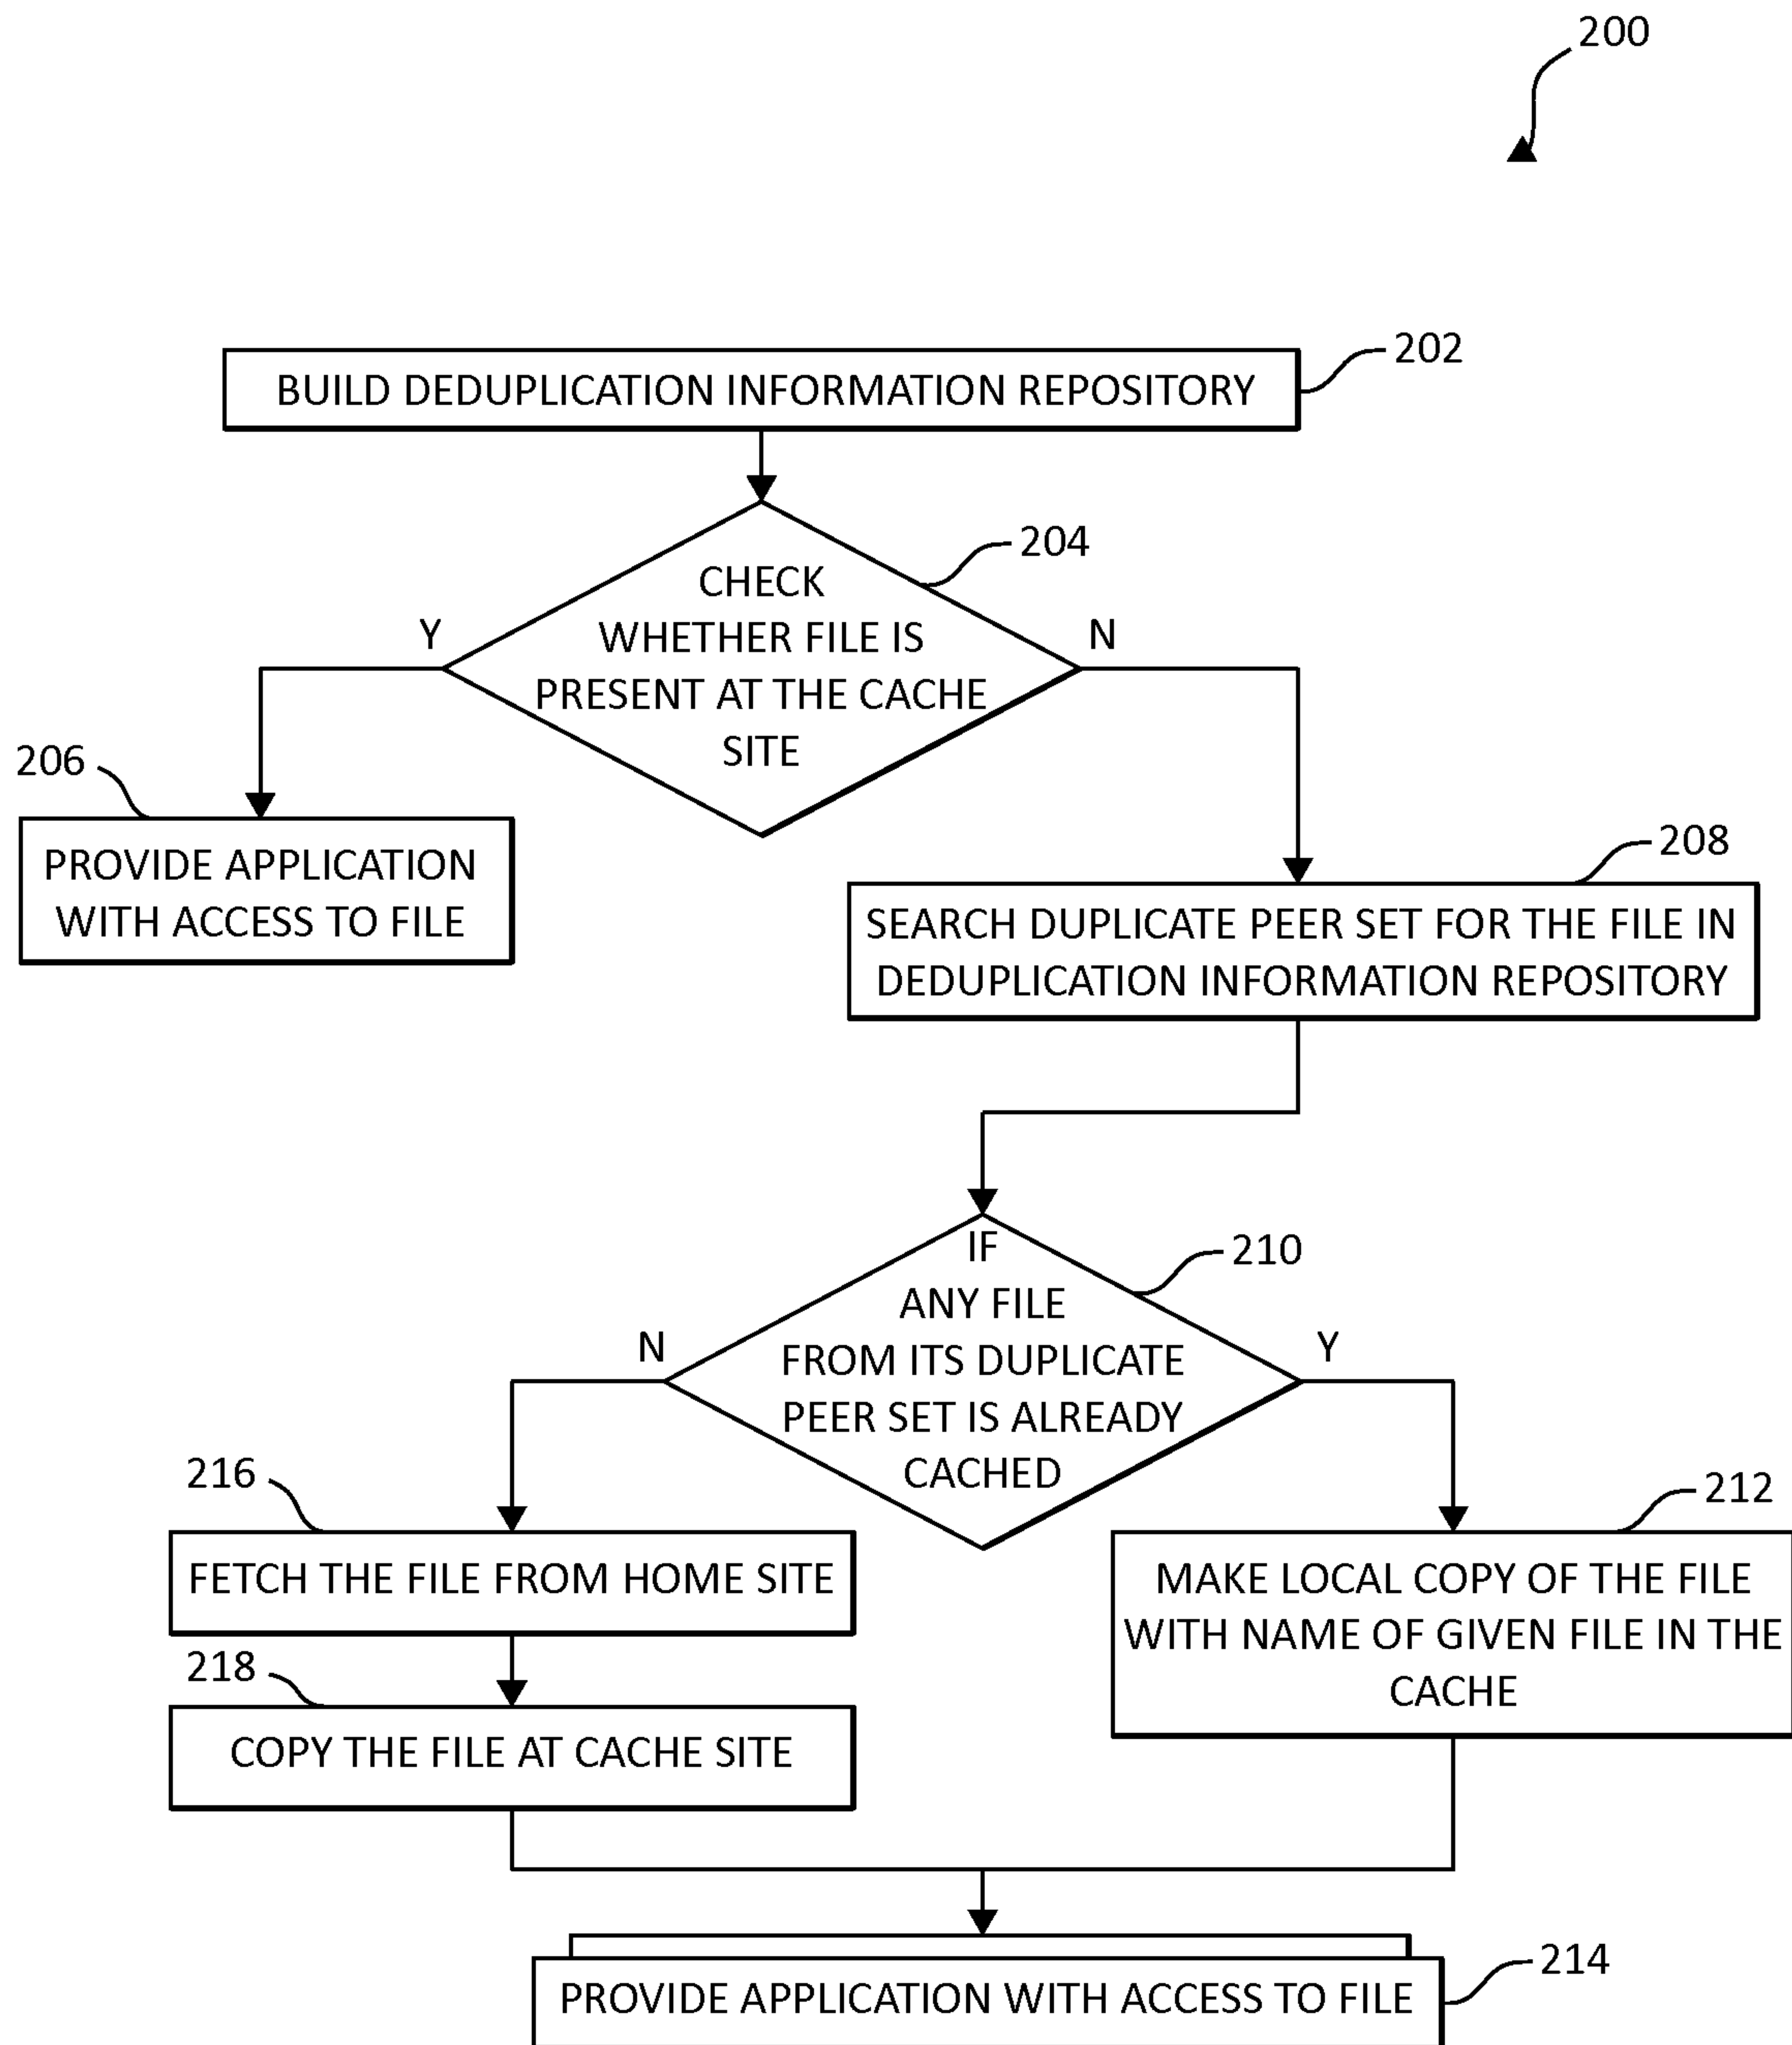 200
BUILD DEDUPLICATION INFORMATION REPOSITORY
202
204
CHECK
WHETHER FILE IS
PRESENT AT THE CACHE
SITE
Y
N
206
PROVIDE APPLICATION
WITH ACCESS TO FILE
208
SEARCH DUPLICATE PEER SET FOR THE FILE IN
DEDUPLICATION INFORMATION REPOSITORY
210
IF
ANY FILE
FROM ITS DUPLICATE
PEER SET IS ALREADY
CACHED
N
Y
216
FETCH THE FILE FROM HOME SITE
212
MAKE LOCAL COPY OF THE FILE
WITH NAME OF GIVEN FILE IN THE
CACHE
218
COPY THE FILE AT CACHE SITE
214
PROVIDE APPLICATION WITH ACCESS TO FILE